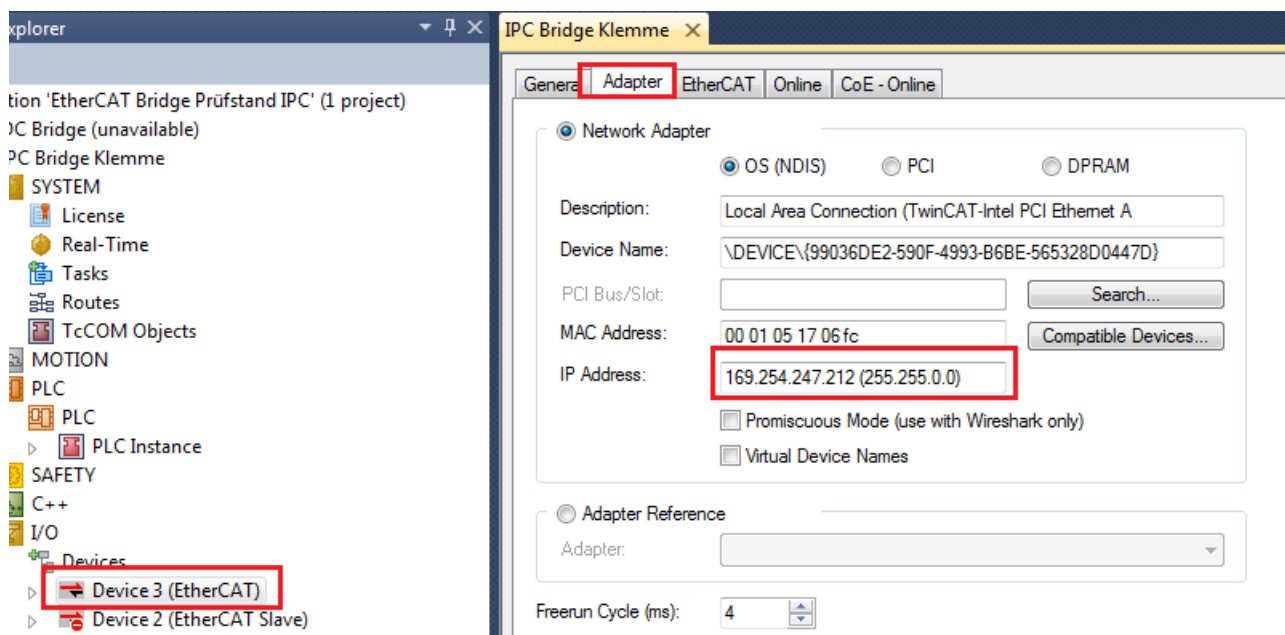 xplorer
tion 'EtherCAT Bridge Prüfstand IPC' (1 project)
C Bridge (unavailable)
PC Bridge Klemme
SYSTEM
License
Real-Time
Tasks
Routes
TcCOM Objects
MOTION
PLC
PLC
PLC Instance
SAFETY
C++
I/O
Devices
Device 3 (EtherCAT)
Device 2 (EtherCAT Slave)
IPC Bridge Klemme
General Adapter EtherCAT Online CoE - Online
Network Adapter
OS (NDIS) PCI DPRAM
Description: Local Area Connection (TwinCAT-Intel PCI Ethernet A
Device Name: \DEVICE\{99036DE2-590F-4993-B6BE-565328D0447D}
PCI Bus/Slot: Search...
MAC Address: 00 01 05 17 06 fc Compatible Devices...
IP Address: 169.254.247.212 (255.255.0.0)
Promiscuous Mode (use with Wireshark only)
Virtual Device Names
Adapter Reference
Adapter:
Freerun Cycle (ms): 4